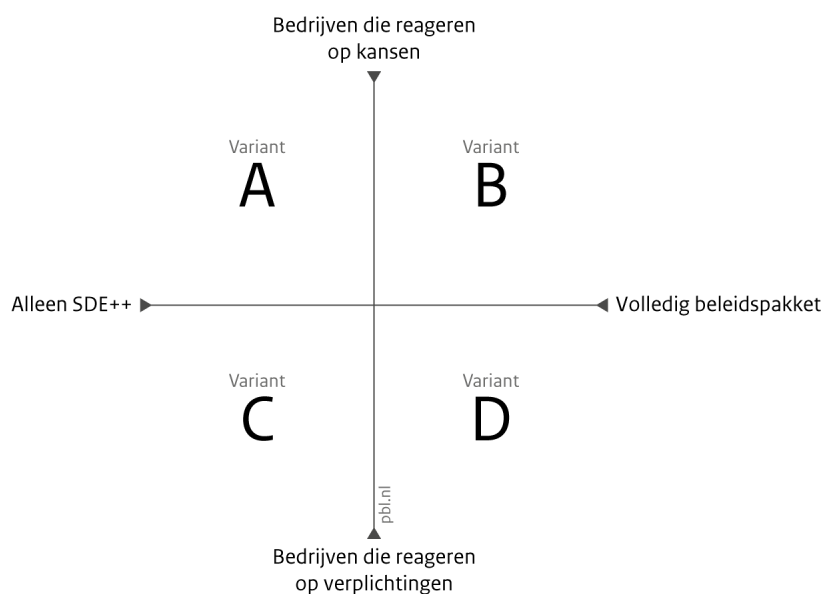 Bedrijven die reageren
op kansen
Variant
A
Variant
B
Alleen SDE++
Volledig beleidspakket
Variant
C
Variant
D
pbl.nl
Bedrijven die reageren
op verplichtingen